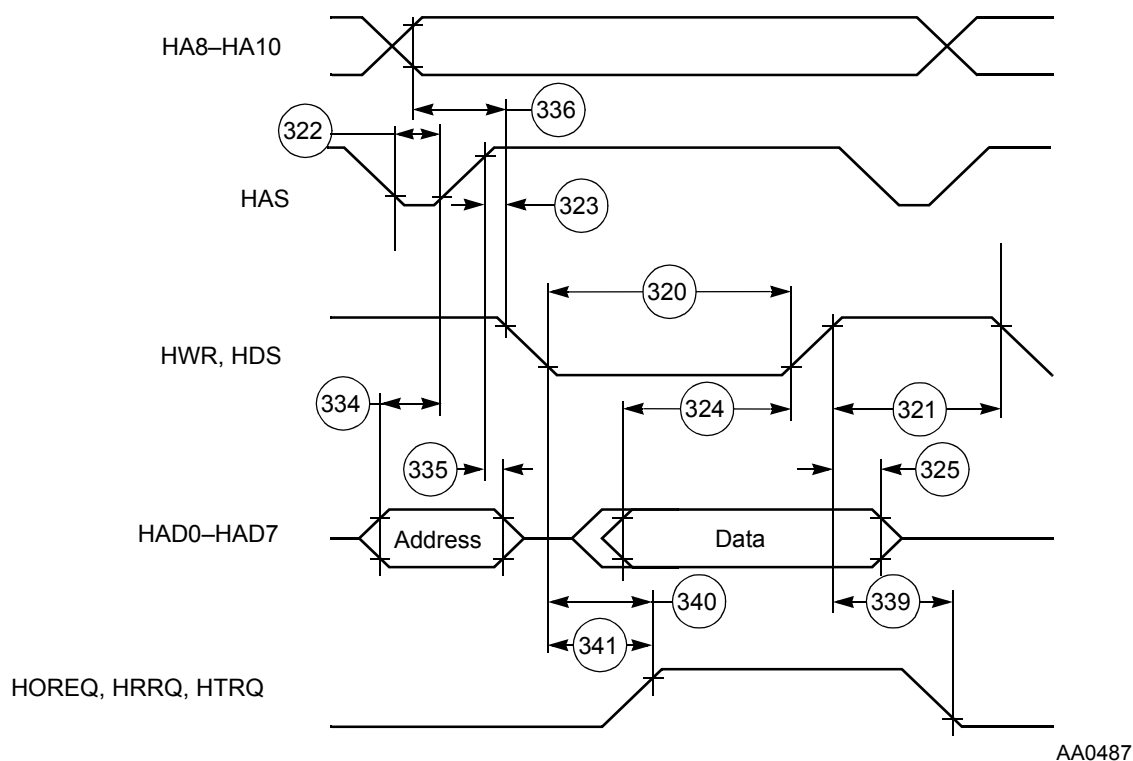 HA8–HA10
336
322
HAS
323
320
HWR, HDS
334
324
321
335
325
HAD0–HAD7
Address
Data
340
339
341
HOREQ, HRRQ, HTRQ
AA0487